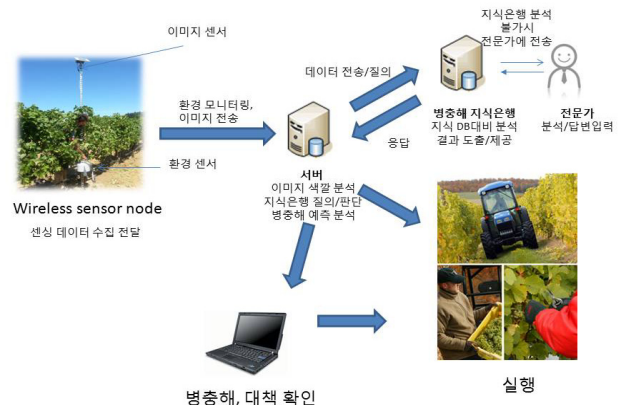 이미지 센서
환경 센서
Wireless sensor node
센싱 데이터 수집 전달
환경 모니터링,
이미지 전송
서버
이미지 색깔 분석
지식은행 질의/판단
병충해 예측 분석
데이터 전송/질의
응답
지식은행 분석
불가시
전문가에 전송
병충해 지식은행
지식 DB대비 분석
결과 도출/제공
전문가
분석/답변입력
병충해, 대책 확인
실행